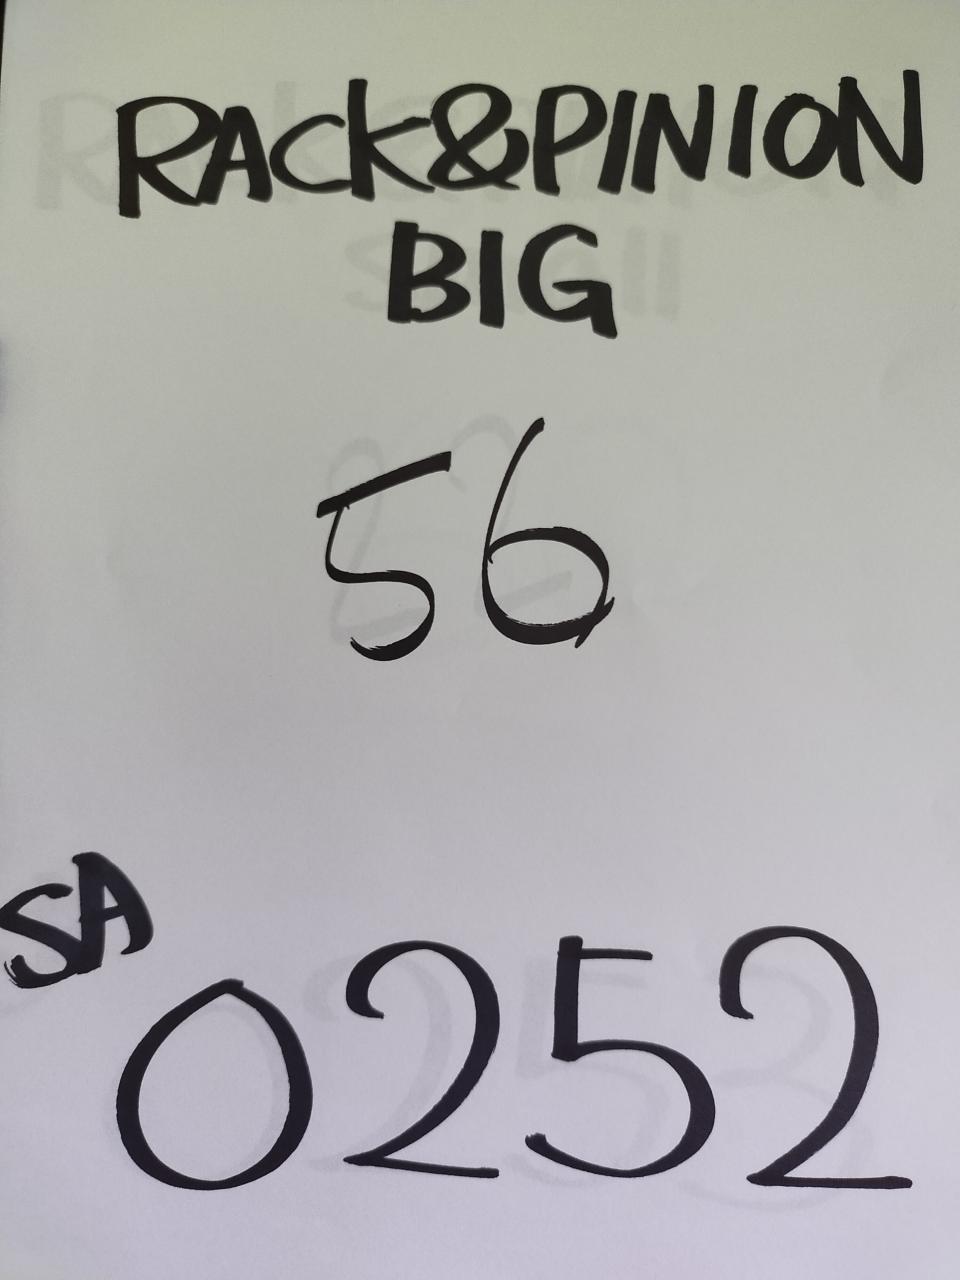 RACK&PINION
BIG
56
SA
0252